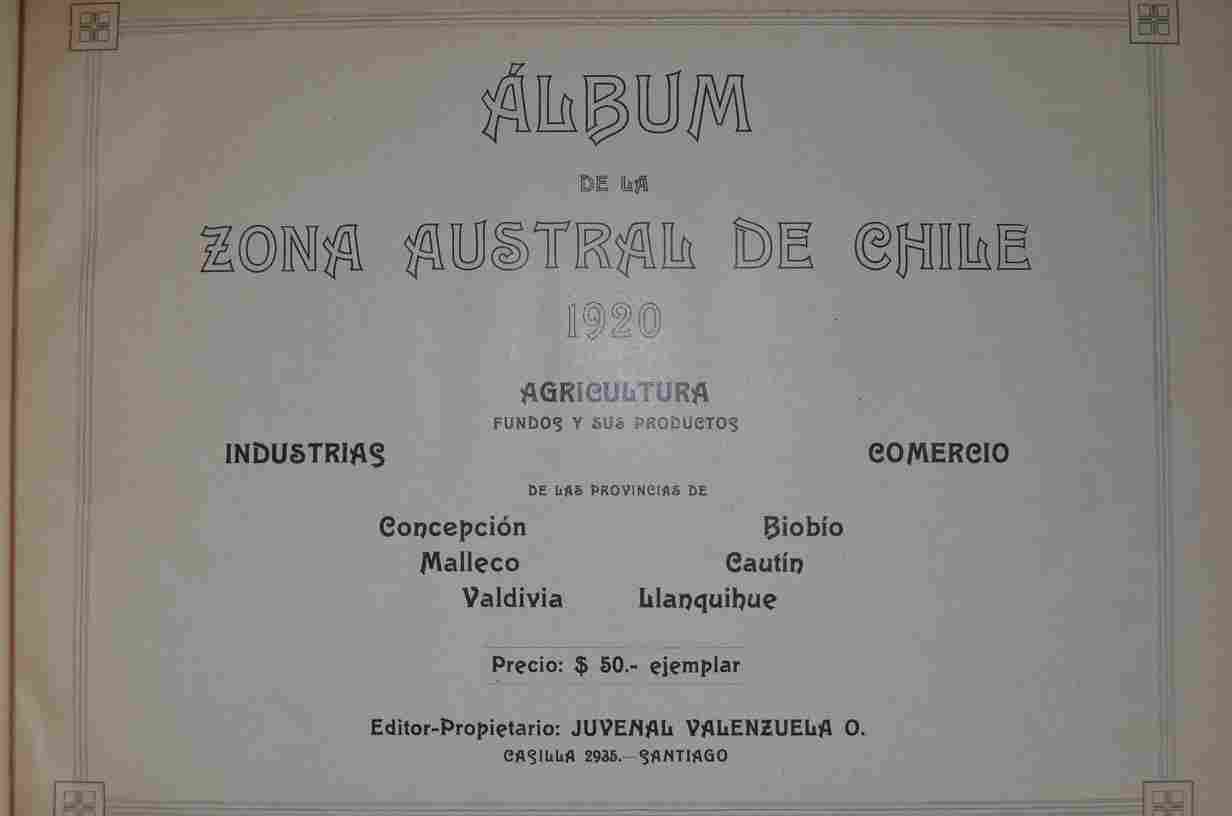 ÁLBUM
DE LA
ZONA AUSTRAL DE CHILE
1920
AGRICULTURA
FUNDOS Y SUS PRODUCTOS
INDUSTRIAS COMERCIO
DE LAS PROVINCIAS DE
Concepción Biobío
Malleco Cautín
Valdivia Llanquihue
Precio: $ 50.- ejemplar
Editor-Propietario: JUVENAL VALENZUELA O.
CASILLA 2935.—SANTIAGO